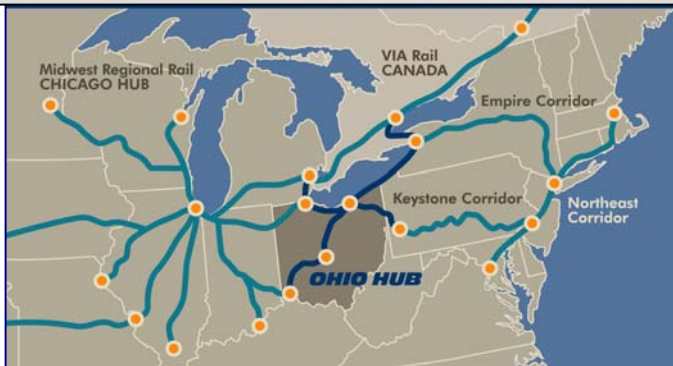 VIA Rail
CANADA
Midwest Regional Rail
CHICAGO HUB
Empire Corridor
Keystone Corridor
Northeast
Corridor
OHIO HUB